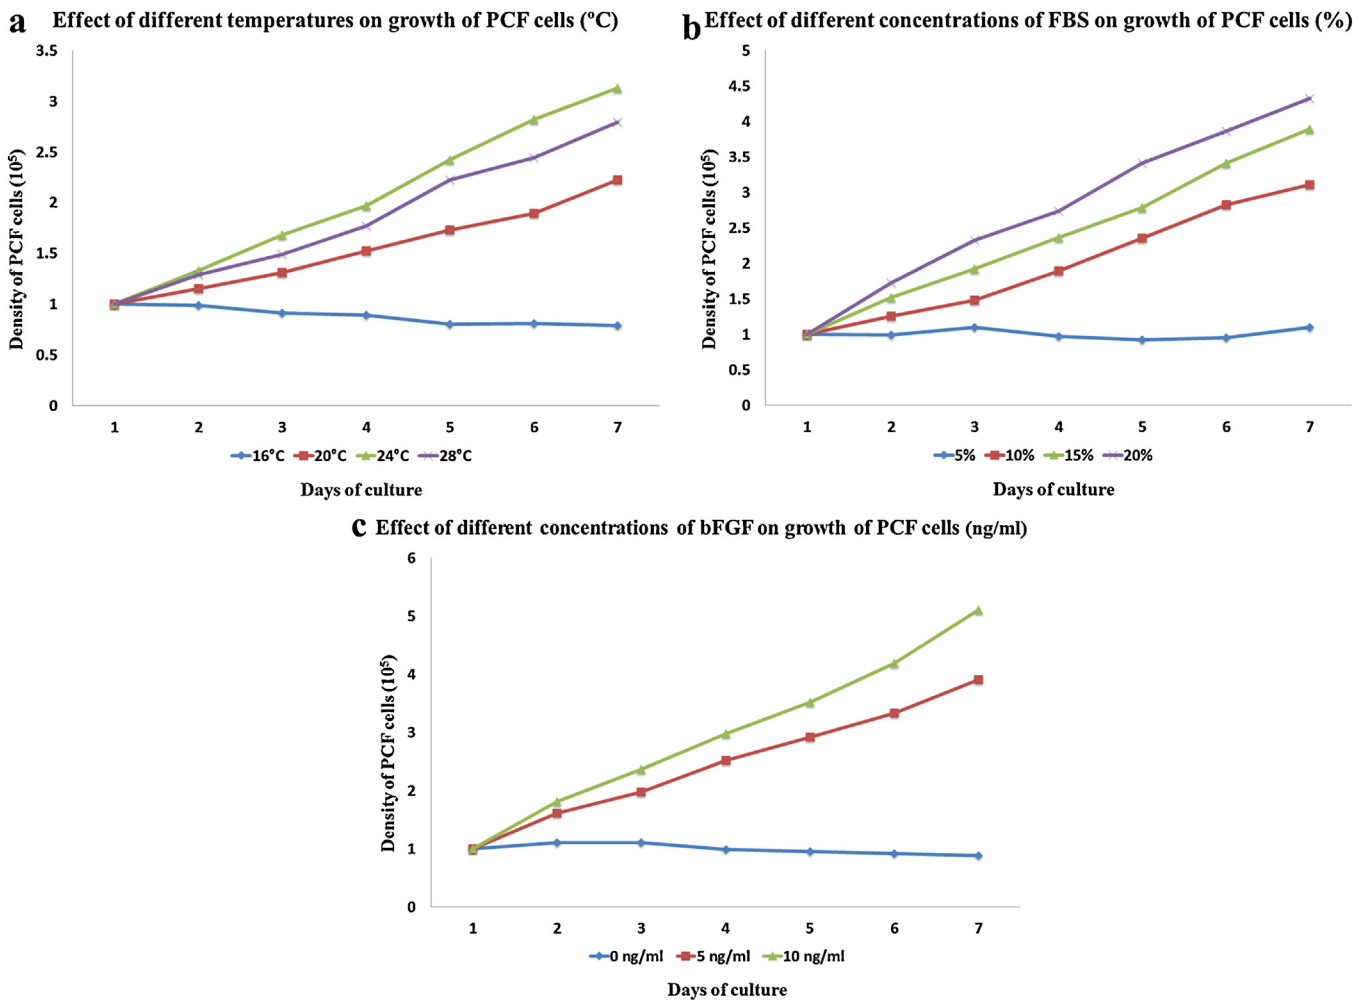 a Effect of different temperatures on growth of PCF cells (ºC)
3.5
3
2.5
2
1.5
1
0.5
0
Density of PCF cells (10⁵)
1 2 3 4 5 6 7
16ºC 20ºC 24ºC 28ºC
Days of culture
b Effect of different concentrations of FBS on growth of PCF cells (%)
5
4.5
4
3.5
3
2.5
2
1.5
1
0.5
0
Density of PCF cells (10⁵)
1 2 3 4 5 6 7
5% 10% 15% 20%
Days of culture
c Effect of different concentrations of bFGF on growth of PCF cells (ng/ml)
6
5
4
3
2
1
0
Density of PCF cells (10⁵)
1 2 3 4 5 6 7
0 ng/ml 5 ng/ml 10 ng/ml
Days of culture